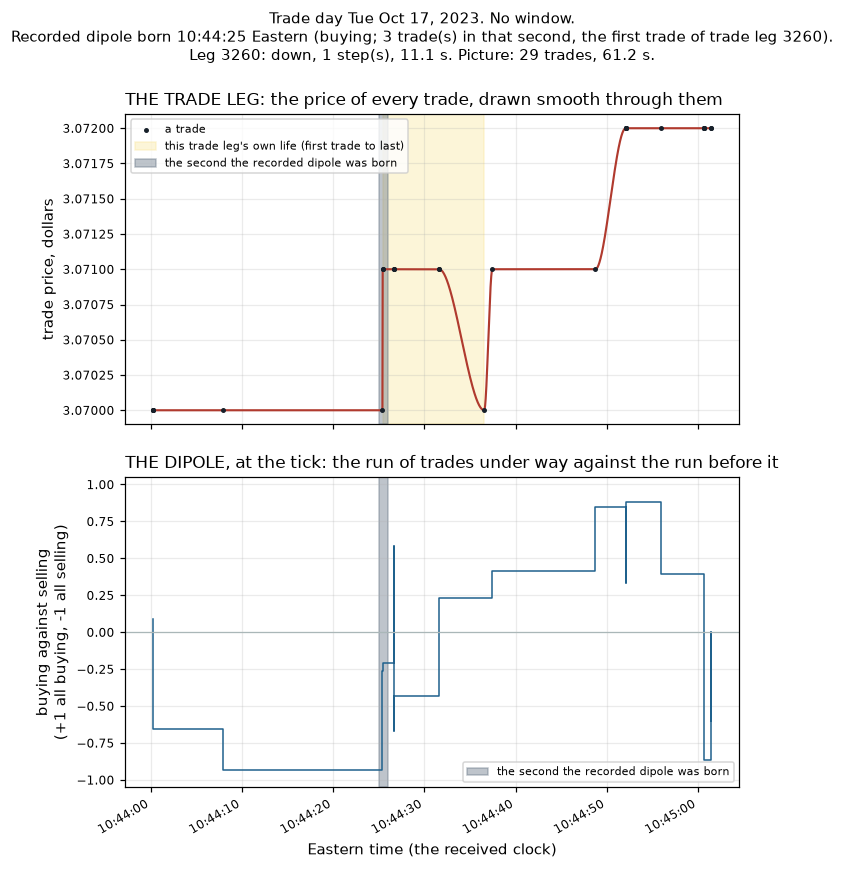 Trade day Tue Oct 17, 2023. No window.
Recorded dipole born 10:44:25 Eastern (buying; 3 trade(s) in that second, the first trade of trade leg 3260).
Leg 3260: down, 1 step(s), 11.1 s. Picture: 29 trades, 61.2 s.
THE TRADE LEG: the price of every trade, drawn smooth through them
a trade
this trade leg's own life (first trade to last)
the second the recorded dipole was born
trade price, dollars
3.07200
3.07175
3.07150
3.07125
3.07100
3.07075
3.07050
3.07025
3.07000
THE DIPOLE, at the tick: the run of trades under way against the run before it
buying against selling
(+1 all buying, -1 all selling)
1.00
0.75
0.50
0.25
0.00
−0.25
−0.50
−0.75
−1.00
the second the recorded dipole was born
10:44:00
10:44:10
10:44:20
10:44:30
10:44:40
10:44:50
10:45:00
Eastern time (the received clock)